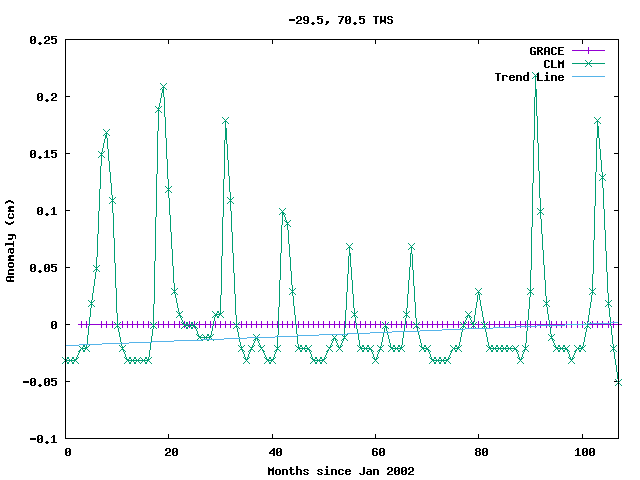 -29.5, 70.5 TWS
GRACE
CLM
Trend Line
0.25
0.2
0.15
0.1
0.05
0
-0.05
-0.1
Anomaly (cm)
0 20 40 60 80 100
Months since Jan 2002